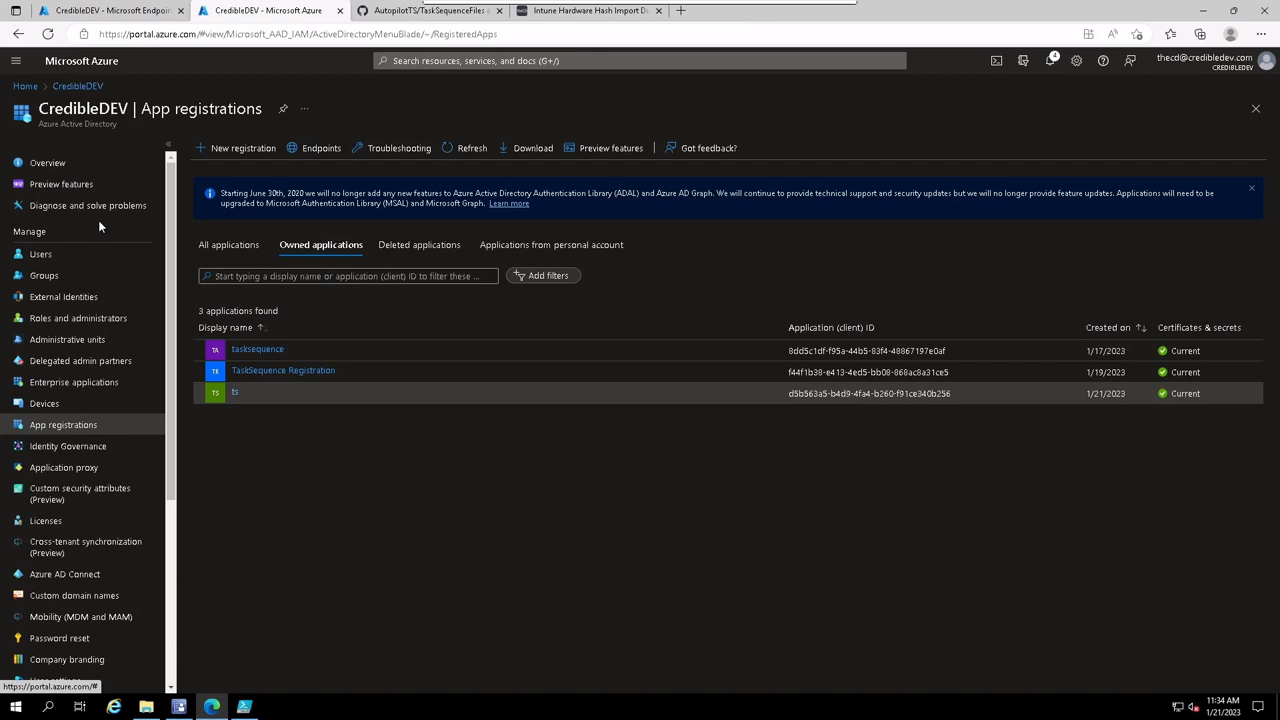 CredibleDEV - Microsoft Endpoin
CredibleDEV - Microsoft Azure
AutopilotTS/TaskSequenceFiles a
Intune Hardware Hash Import D
https://portal.azure.com/#view/Microsoft_AAD_IAM/ActiveDirectoryMenuBlade/~/RegisteredApps
Microsoft Azure
Search resources, services, and docs (G+/)
4
thecd@credibledev.com
CREDIBLEDEV
Home > CredibleDEV
CredibleDEV | App registrations
Azure Active Directory
New registration
Endpoints
Troubleshooting
Refresh
Download
Preview features
Got feedback?
Starting June 30th, 2020 we will no longer add any new features to Azure Active Directory Authentication Library (ADAL) and Azure AD Graph. We will continue to provide technical support and security updates but we will no longer provide feature updates. Applications will need to be
upgraded to Microsoft Authentication Library (MSAL) and Microsoft Graph. Learn more
All applications
Owned applications
Deleted applications
Applications from personal account
Start typing a display name or application (client) ID to filter these ...
Add filters
3 applications found
Display name
Application (client) ID
Created on
Certificates & secrets
TA
tasksequence
8dd5c1df-f95a-44b5-83f4-48867197e0af
1/17/2023
Current
TR
TaskSequence Registration
f44f1b38-e413-4ed5-bb08-868ac8a31ce5
1/19/2023
Current
TS
ts
d5b563a5-b4d9-4fa4-b260-f91ce340b256
1/21/2023
Current
Overview
Preview features
Diagnose and solve problems
Manage
Users
Groups
External Identities
Roles and administrators
Administrative units
Delegated admin partners
Enterprise applications
Devices
App registrations
Identity Governance
Application proxy
Custom security attributes
(Preview)
Licenses
Cross-tenant synchronization
(Preview)
Azure AD Connect
Custom domain names
Mobility (MDM and MAM)
Password reset
Company branding
https://portal.azure.com/#
11:34 AM
1/21/2023